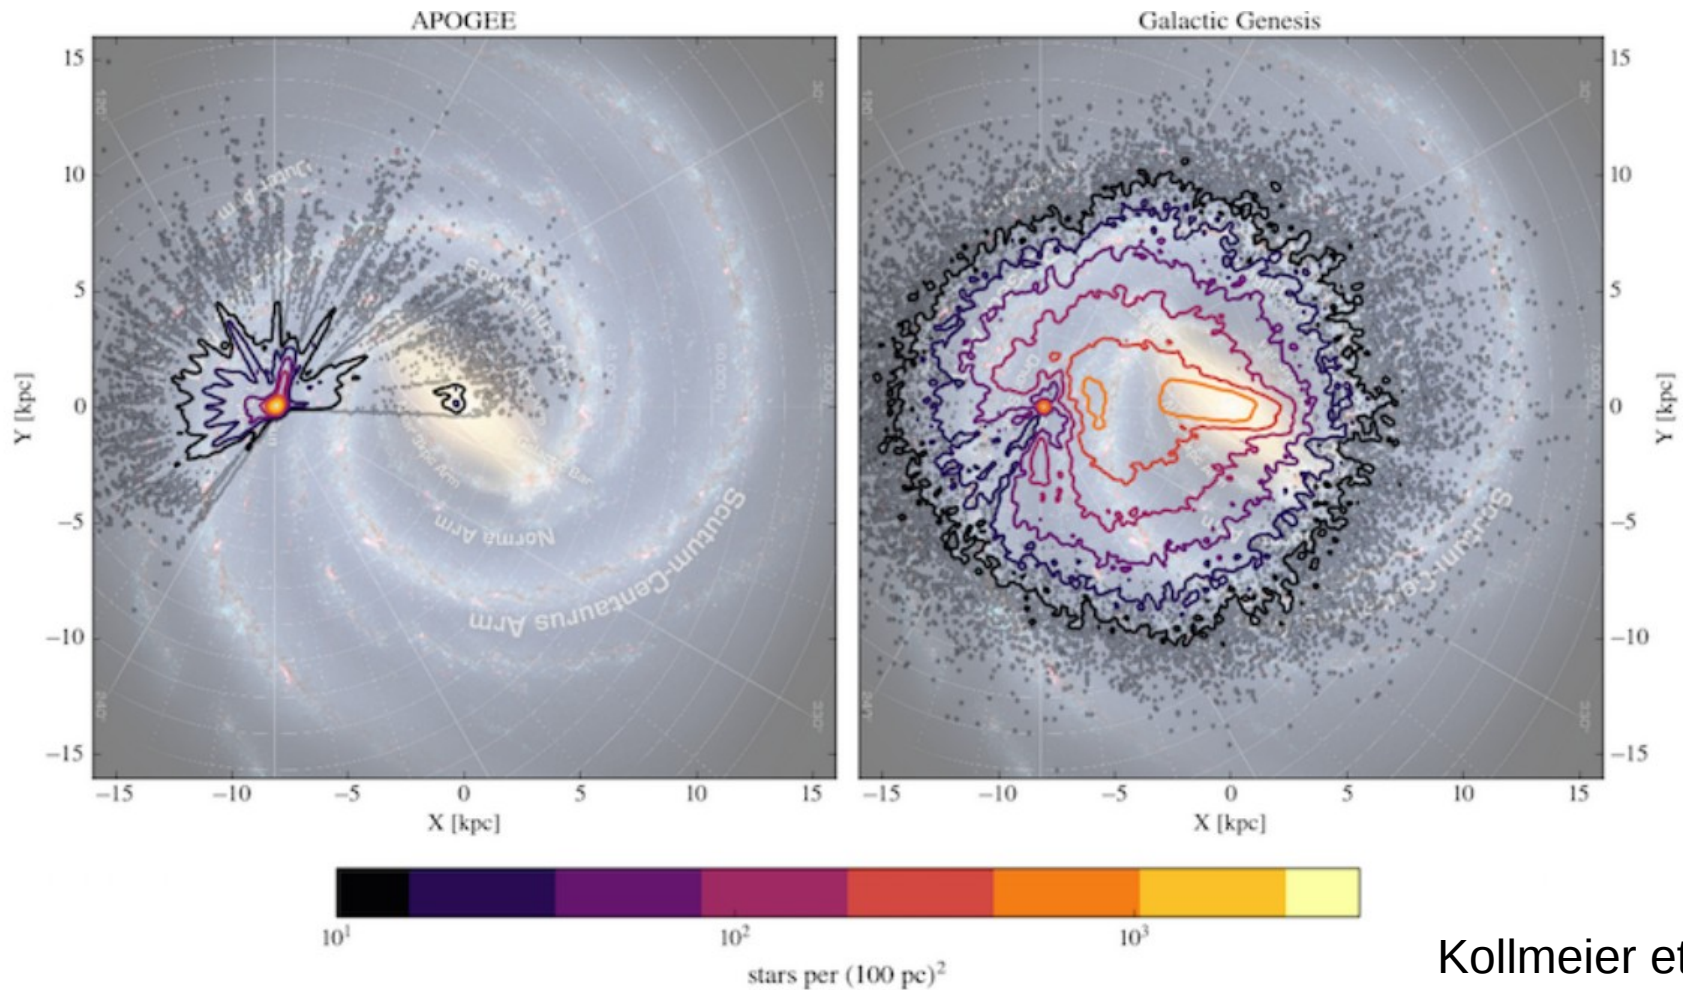 APOGEE
Galactic Genesis
15
10
5
0
−5
−10
−15
Y [kpc]
Norma Arm
Scutum-Centaurus Arm
−15 −10 −5 0 5 10 15
X [kpc]
−15 −10 −5 0 5 10 15
X [kpc]
15
10
5
0
−5
−10
−15
Y [kpc]
10¹ 10² 10³
stars per (100 pc)²
Kollmeier et